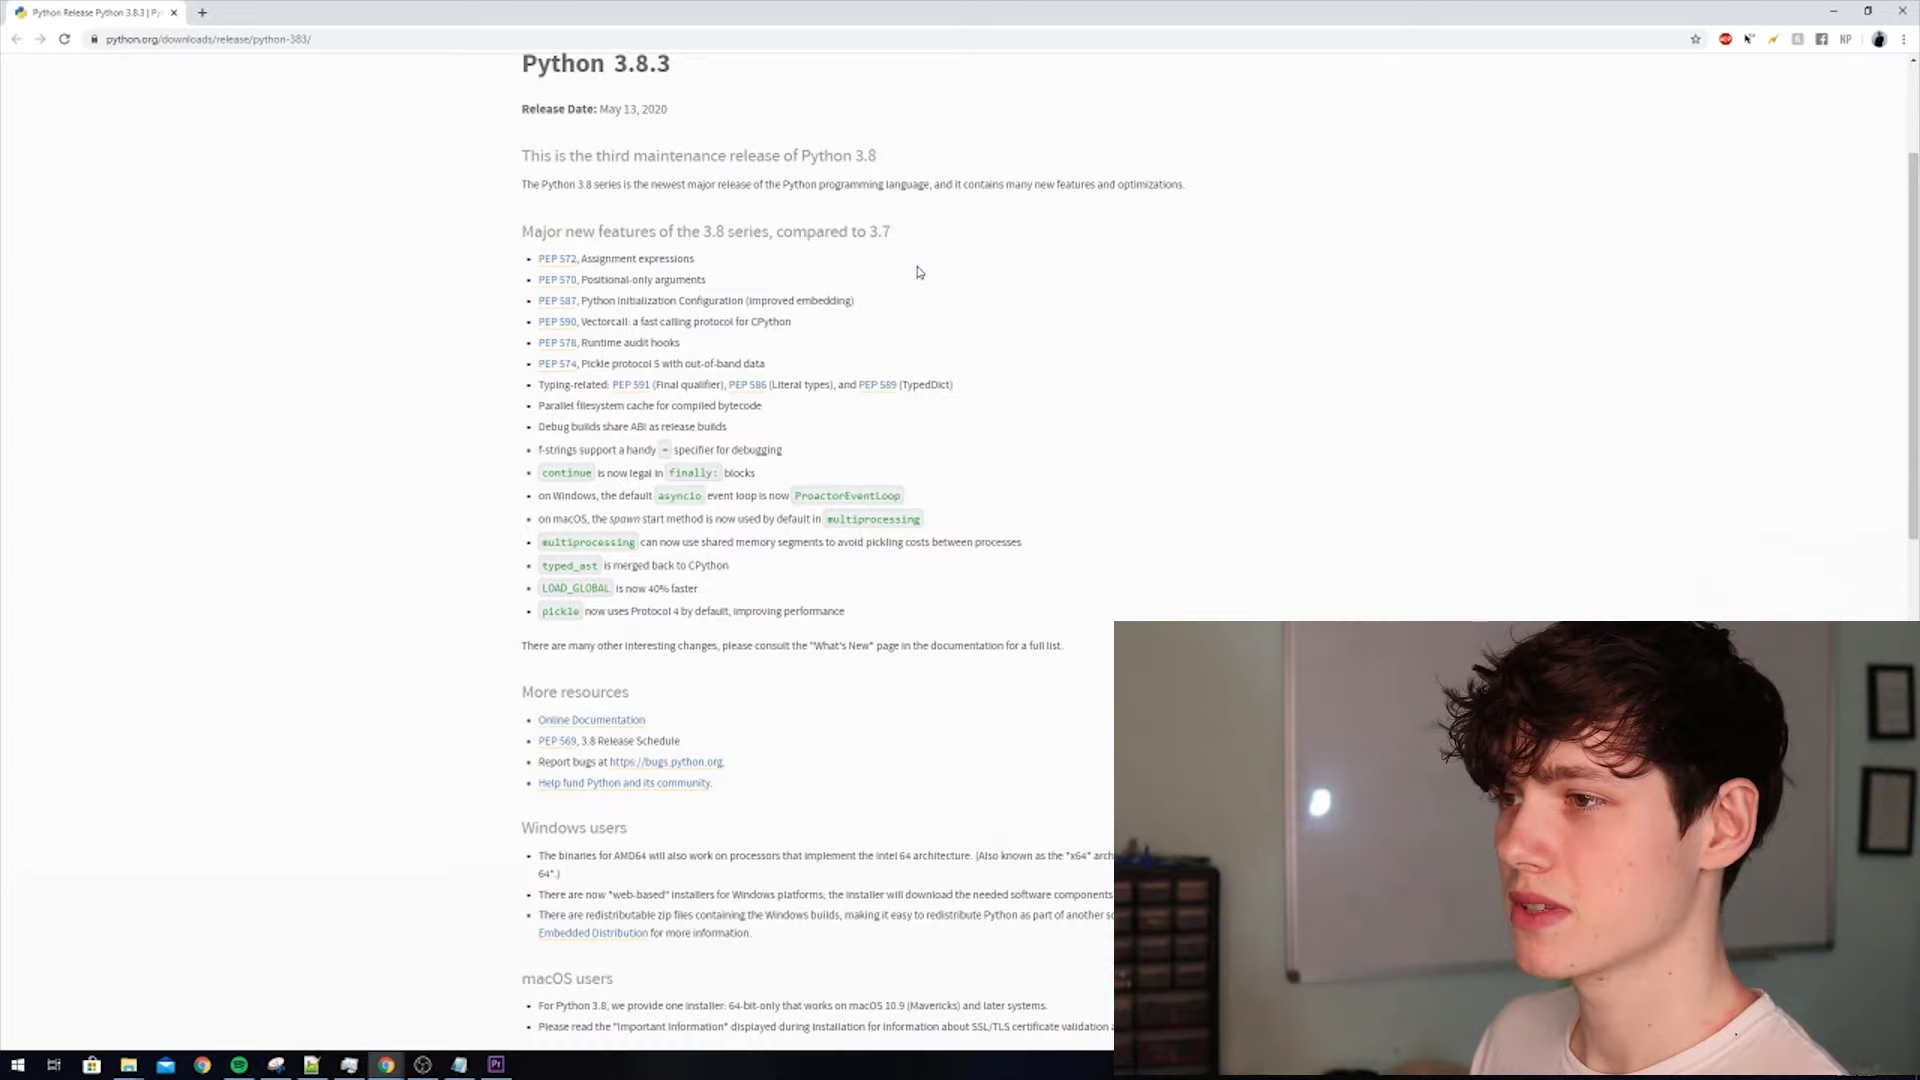 Python Release Python 3.8.3 | Py
python.org/downloads/release/python-383/
NP
Python 3.8.3
Release Date: May 13, 2020
This is the third maintenance release of Python 3.8
The Python 3.8 series is the newest major release of the Python programming language, and it contains many new features and optimizations.
Major new features of the 3.8 series, compared to 3.7
PEP 572, Assignment expressions
PEP 570, Positional-only arguments
PEP 587, Python Initialization Configuration (improved embedding)
PEP 590, Vectorcall: a fast calling protocol for CPython
PEP 578, Runtime audit hooks
PEP 574, Pickle protocol 5 with out-of-band data
Typing-related: PEP 591 (Final qualifier), PEP 586 (Literal types), and PEP 589 (TypedDict)
Parallel filesystem cache for compiled bytecode
Debug builds share ABI as release builds
f-strings support a handy = specifier for debugging
continue is now legal in finally: blocks
on Windows, the default asyncio event loop is now ProactorEventLoop
on macOS, the spawn start method is now used by default in multiprocessing
multiprocessing can now use shared memory segments to avoid pickling costs between processes
typed_ast is merged back to CPython
LOAD_GLOBAL is now 40% faster
pickle now uses Protocol 4 by default, improving performance
There are many other interesting changes, please consult the "What's New" page in the documentation for a full list.
More resources
Online Documentation
PEP 569, 3.8 Release Schedule
Report bugs at https://bugs.python.org.
Help fund Python and its community.
Windows users
The binaries for AMD64 will also work on processors that implement the Intel 64 architecture. (Also known as the "x64" arch
64".)
There are now "web-based" installers for Windows platforms; the installer will download the needed software components
There are redistributable zip files containing the Windows builds, making it easy to redistribute Python as part of another so
Embedded Distribution for more information.
macOS users
For Python 3.8, we provide one installer: 64-bit-only that works on macOS 10.9 (Mavericks) and later systems.
Please read the "Important Information" displayed during installation for information about SSL/TLS certificate validation a
Pr